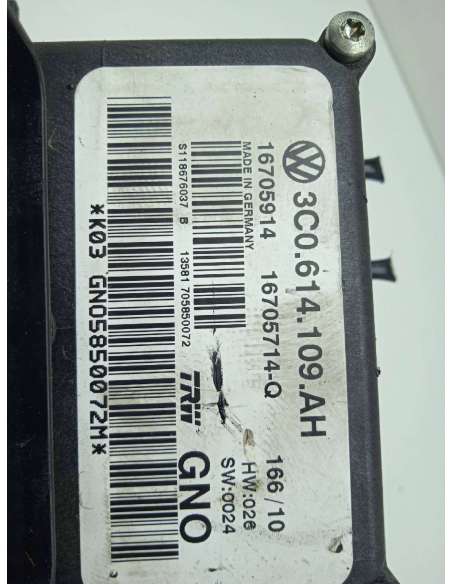 3C0.614.109.AH
16705914 16705714-Q 166/10
MADE IN GERMANY HW:026
SW:0024
S118676037 B 13581 705850072 TRW GNO
*K03 GNO5850072M*